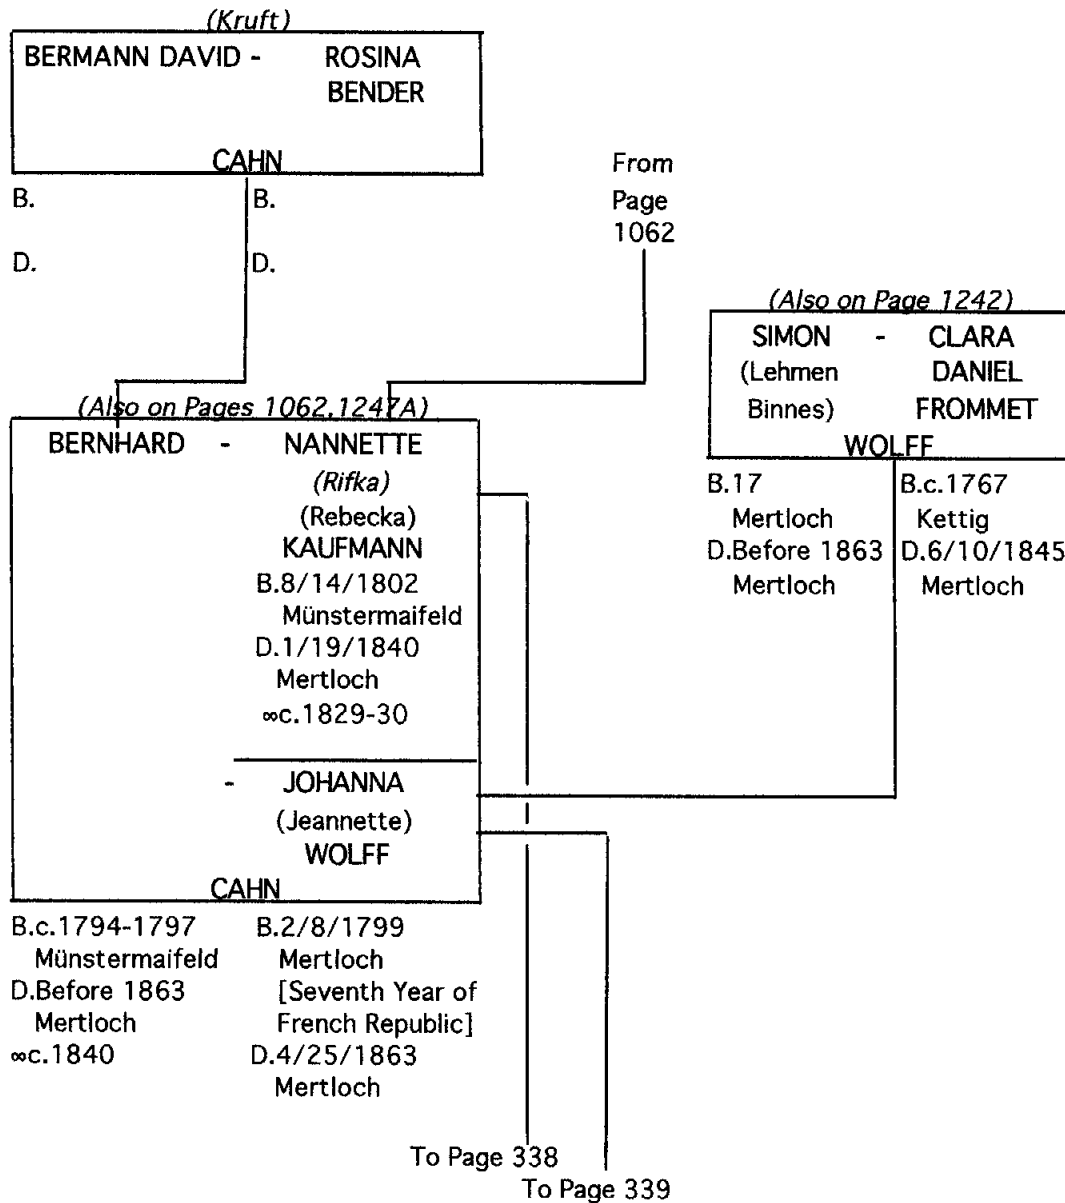 (Kruft)
BERMANN DAVID - ROSINA
BENDER
CAHN
B. B.
D. D.
From
Page
1062
(Also on Page 1242)
SIMON - CLARA
(Lehmen DANIEL
Binnes) FROMMET
WOLFF
B.17 B.c.1767
Mertloch Kettig
D.Before 1863 D.6/10/1845
Mertloch Mertloch
(Also on Pages 1062,1247A)
BERNHARD - NANNETTE
(Rifka)
(Rebecka)
KAUFMANN
B.8/14/1802
Münstermaifeld
D.1/19/1840
Mertloch
∞c.1829-30
- JOHANNA
(Jeannette)
WOLFF
CAHN
B.c.1794-1797 B.2/8/1799
Münstermaifeld Mertloch
D.Before 1863 [Seventh Year of
Mertloch French Republic]
∞c.1840 D.4/25/1863
Mertloch
To Page 338
To Page 339